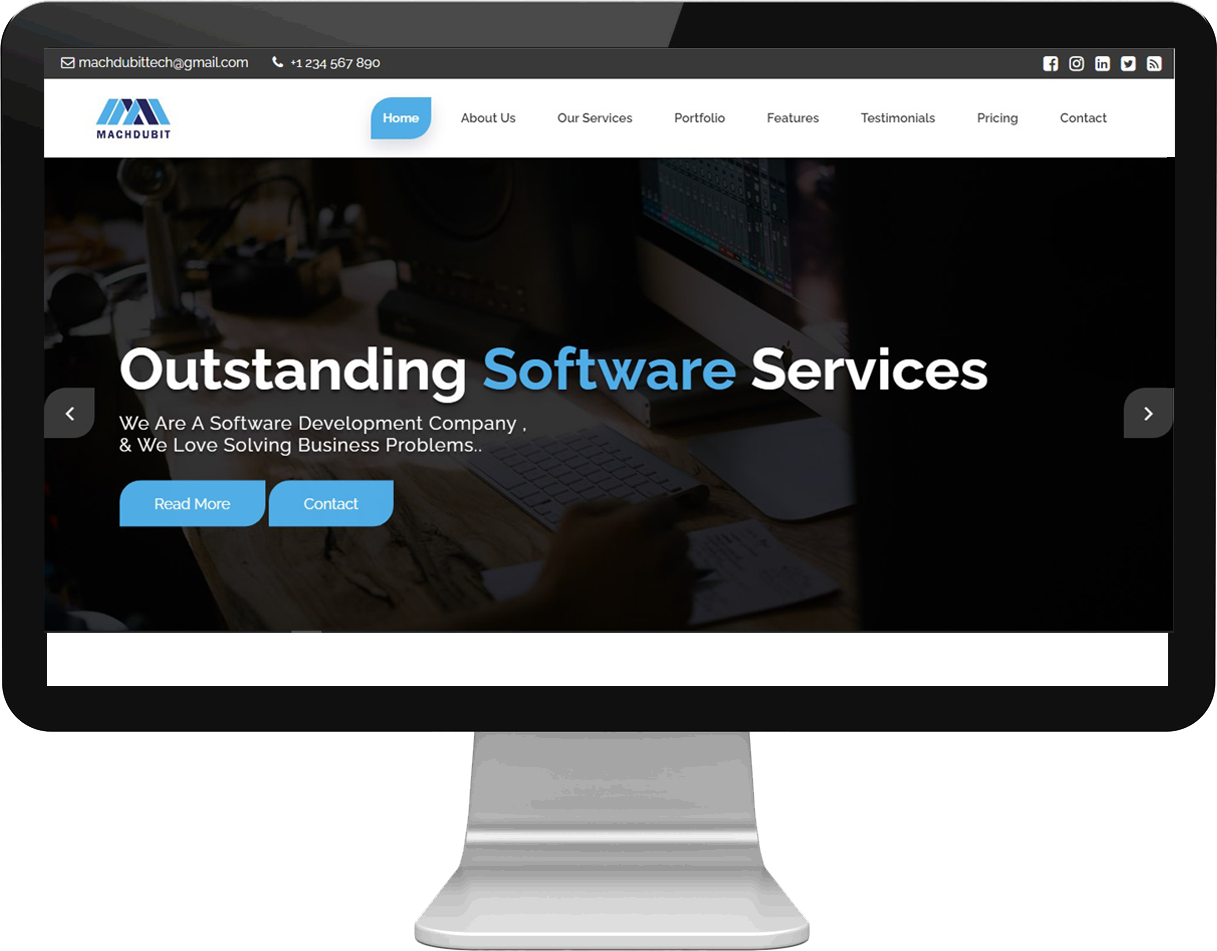 machdubittech@gmail.com +1 234 567 890
MACHDUBIT
Home About Us Our Services Portfolio Features Testimonials Pricing Contact
Outstanding Software Services
We Are A Software Development Company ,
& We Love Solving Business Problems..
Read More Contact